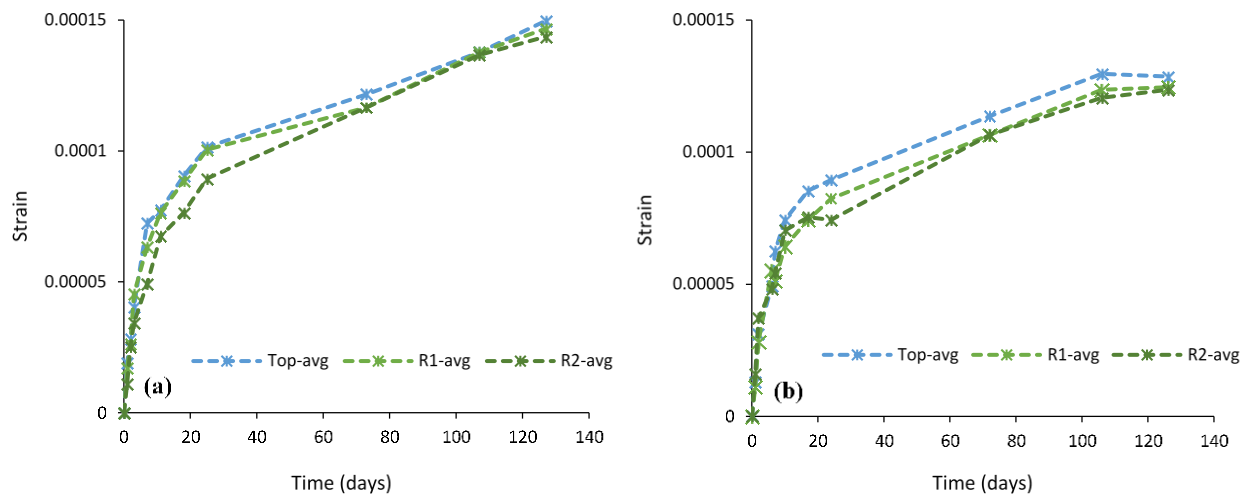 0.00015
0.0001
0.00005
0
Strain
Top-avg R1-avg R2-avg
(a)
0 20 40 60 80 100 120 140
Time (days)
0.00015
0.0001
0.00005
0
Strain
Top-avg R1-avg R2-avg
(b)
0 20 40 60 80 100 120 140
Time (days)